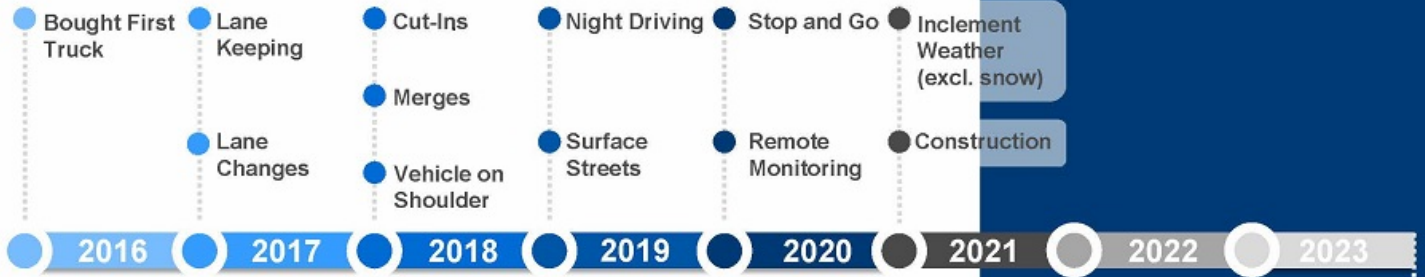 Bought First
Truck
Lane
Keeping
Lane
Changes
Cut-Ins
Merges
Vehicle on
Shoulder
Night Driving
Surface
Streets
Stop and Go
Remote
Monitoring
Inclement
Weather
(excl. snow)
Construction
2016
2017
2018
2019
2020
2021
2022
2023